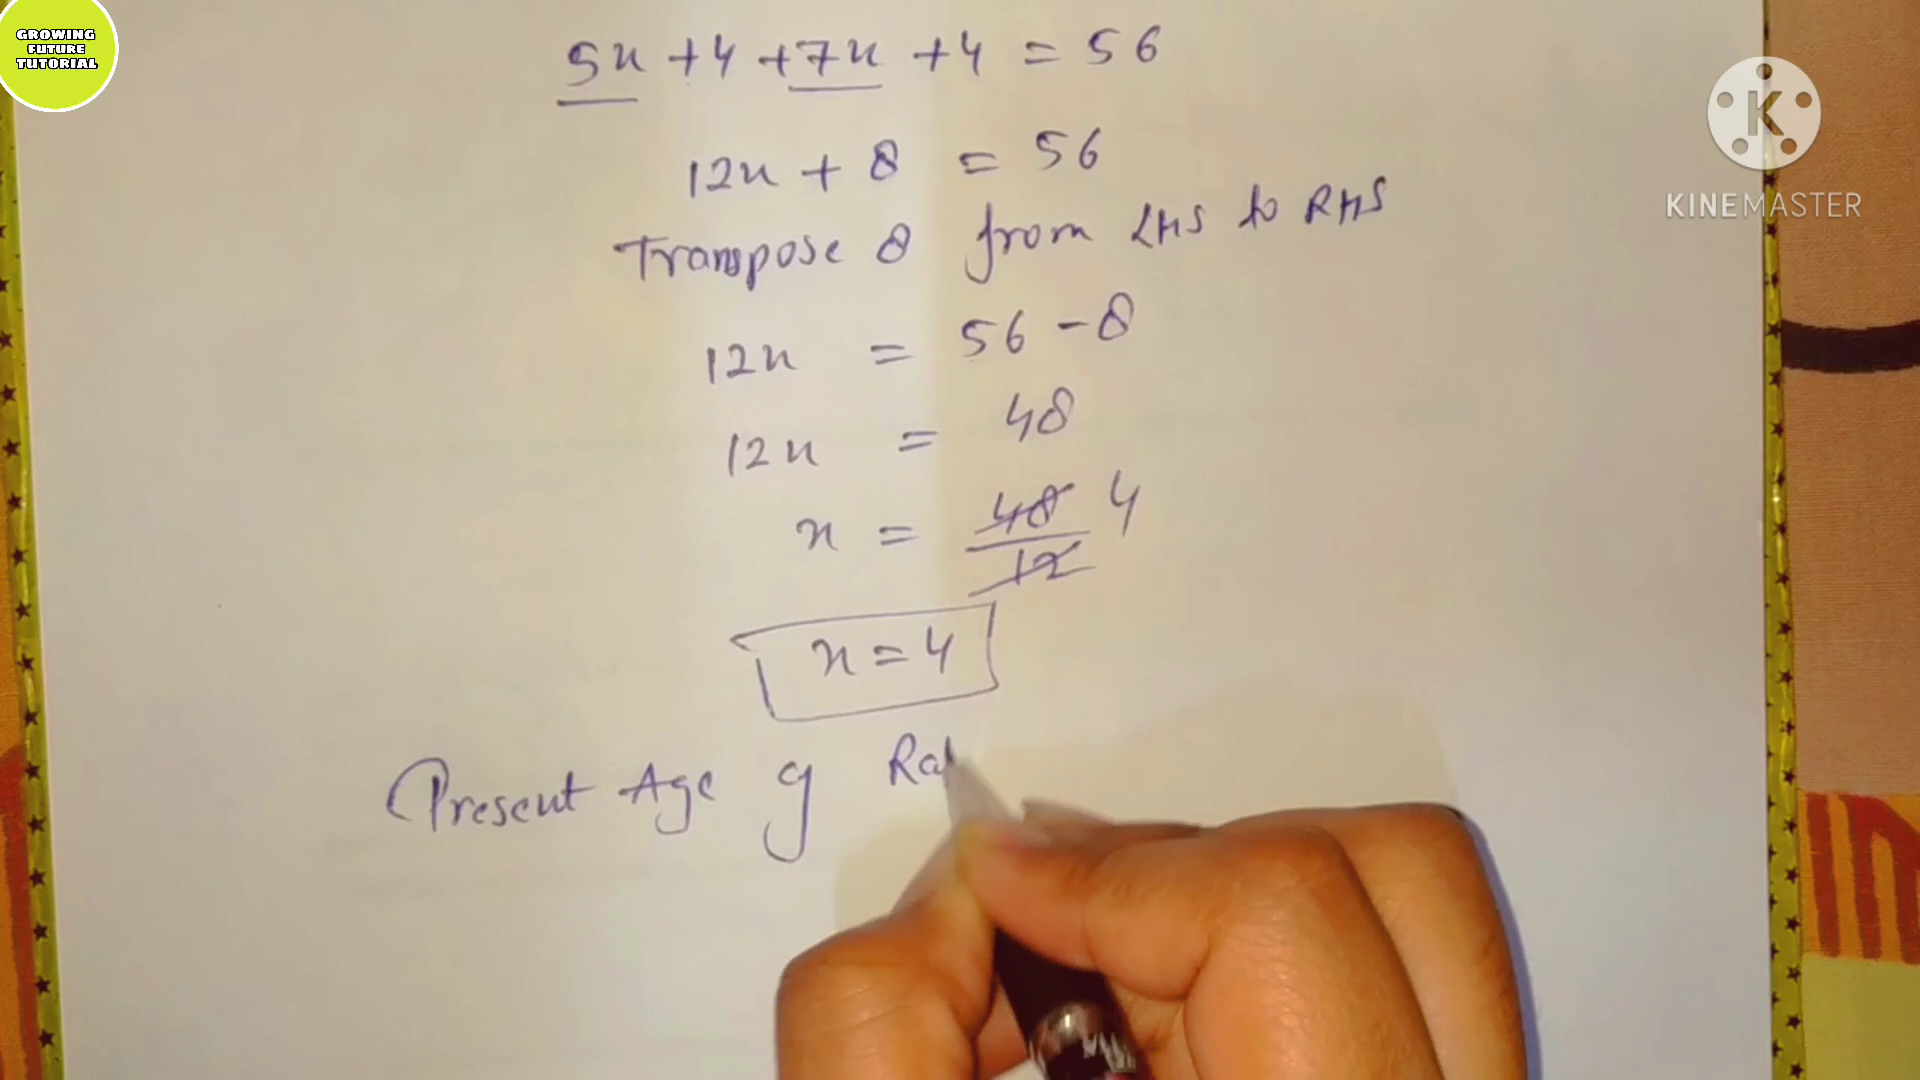 GROWING
FUTURE
TUTORIAL
5x + 4 + 7x + 4 = 56
12x + 8 = 56
Transpose 8 from LHS to RHS
12x = 56 - 8
12x = 48
x = 48/12 4
x = 4
Present Age of
K
KINEMASTER